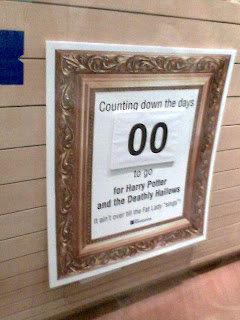 Counting down the days
00
to go
for Harry Potter
and the Deathly Hallows
It ain't over till the Fat Lady "sings"!